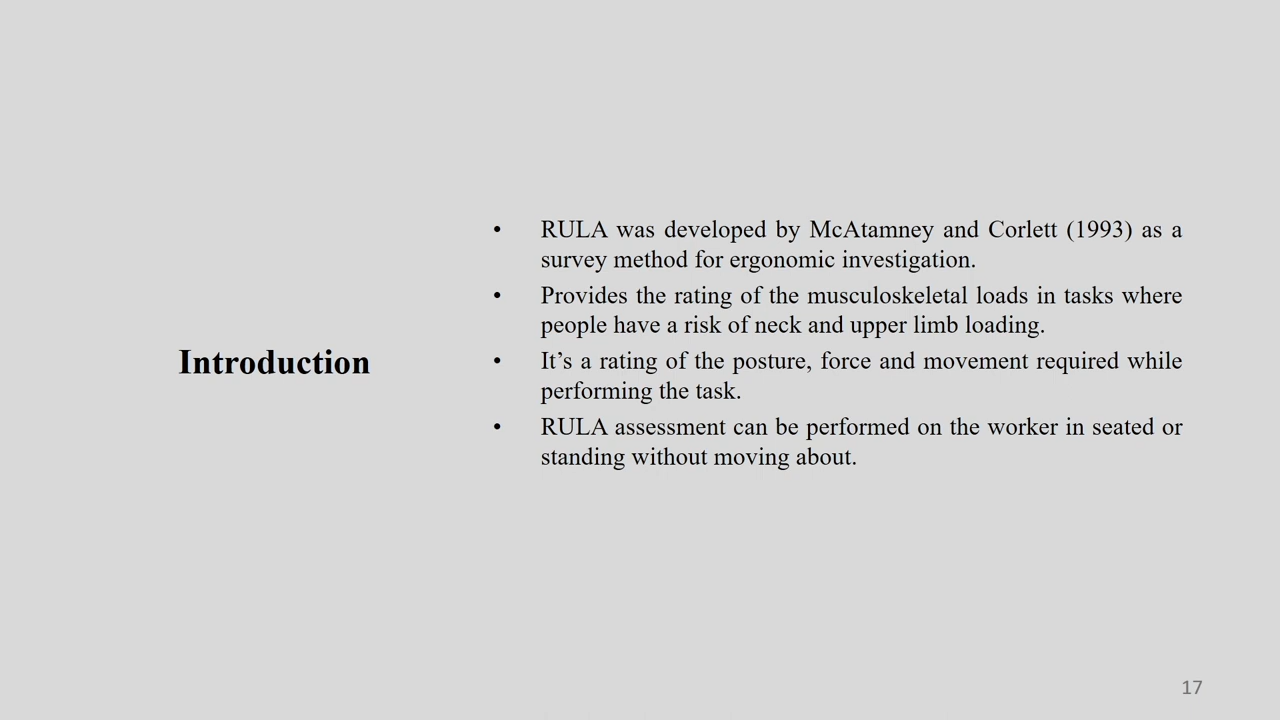 Introduction
• RULA was developed by McAtamney and Corlett (1993) as a
survey method for ergonomic investigation.
• Provides the rating of the musculoskeletal loads in tasks where
people have a risk of neck and upper limb loading.
• It’s a rating of the posture, force and movement required while
performing the task.
• RULA assessment can be performed on the worker in seated or
standing without moving about.
17